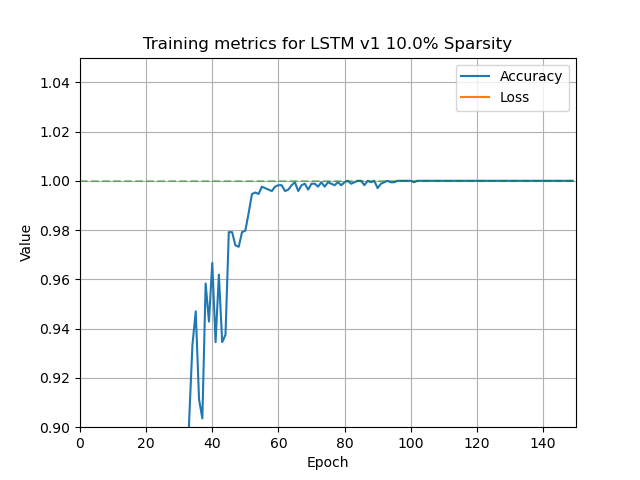 Training metrics for LSTM v1 10.0% Sparsity
Accuracy
Loss
Value
1.04
1.02
1.00
0.98
0.96
0.94
0.92
0.90
0 20 40 60 80 100 120 140
Epoch